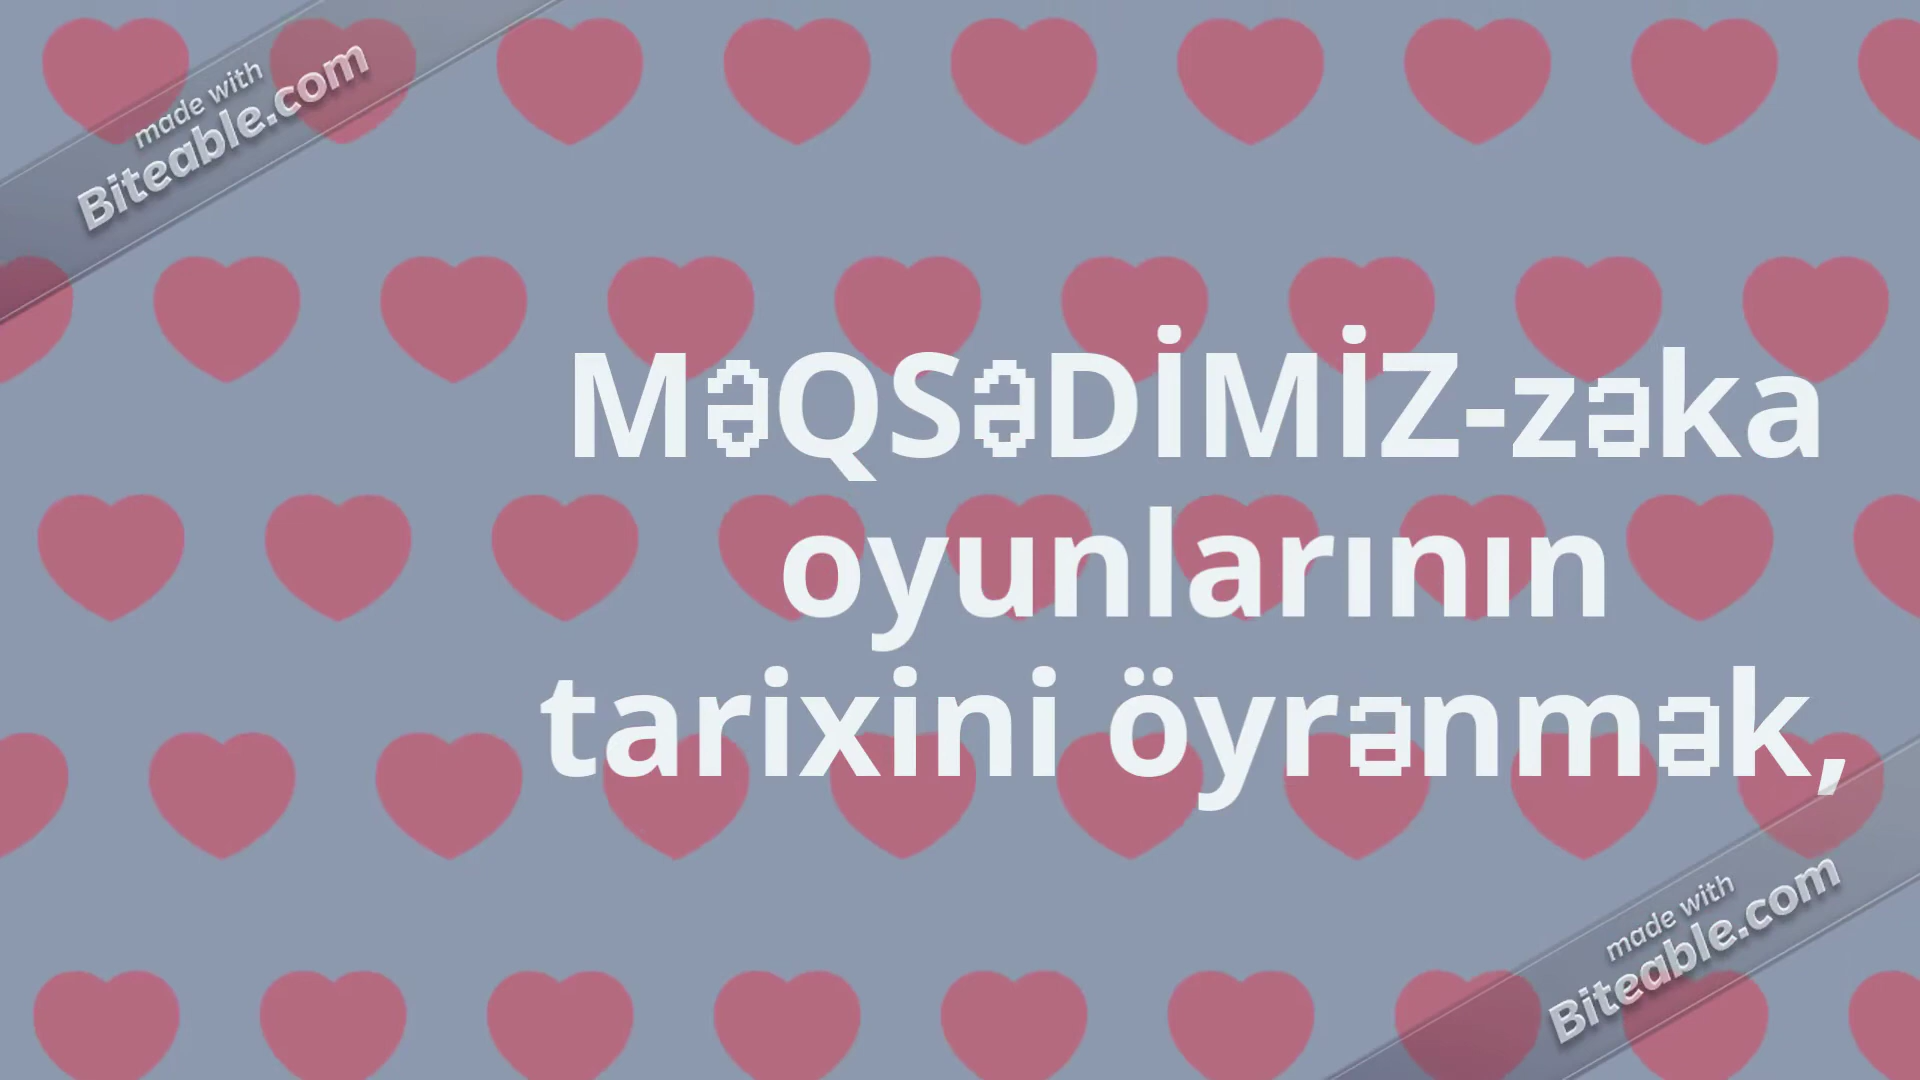 made with
Biteable.com
MƏQSƏDİMİZ-zəka
oyunlarının
tarixini öyrənmək,
made with
Biteable.com